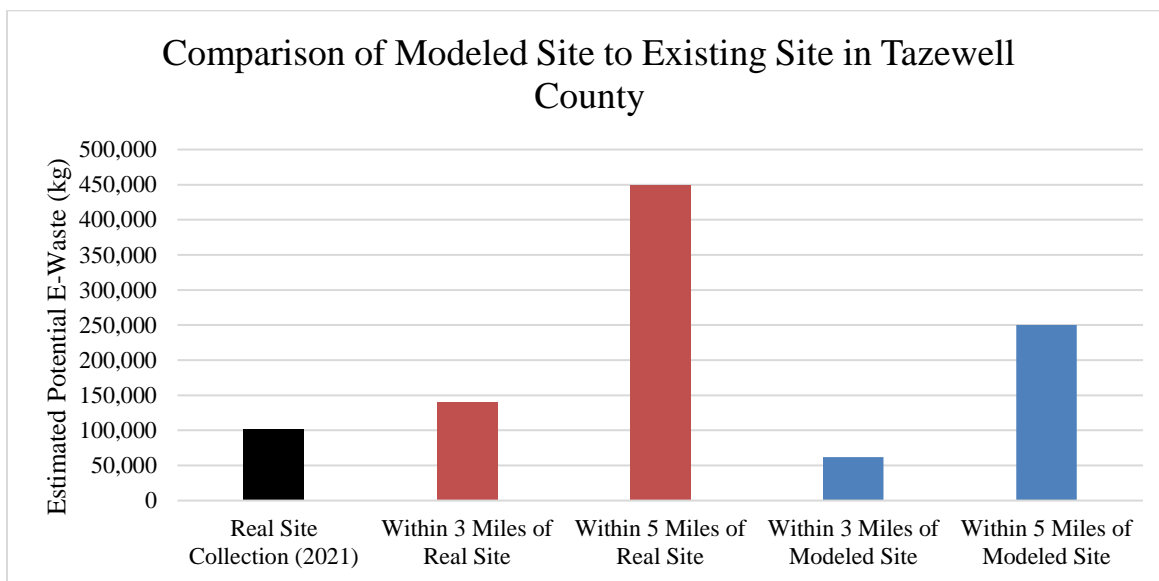 Comparison of Modeled Site to Existing Site in Tazewell
County
Estimated Potential E-Waste (kg)
500,000
450,000
400,000
350,000
300,000
250,000
200,000
150,000
100,000
50,000
0
Real Site
Collection (2021)
Within 3 Miles of
Real Site
Within 5 Miles of
Real Site
Within 3 Miles of
Modeled Site
Within 5 Miles of
Modeled Site